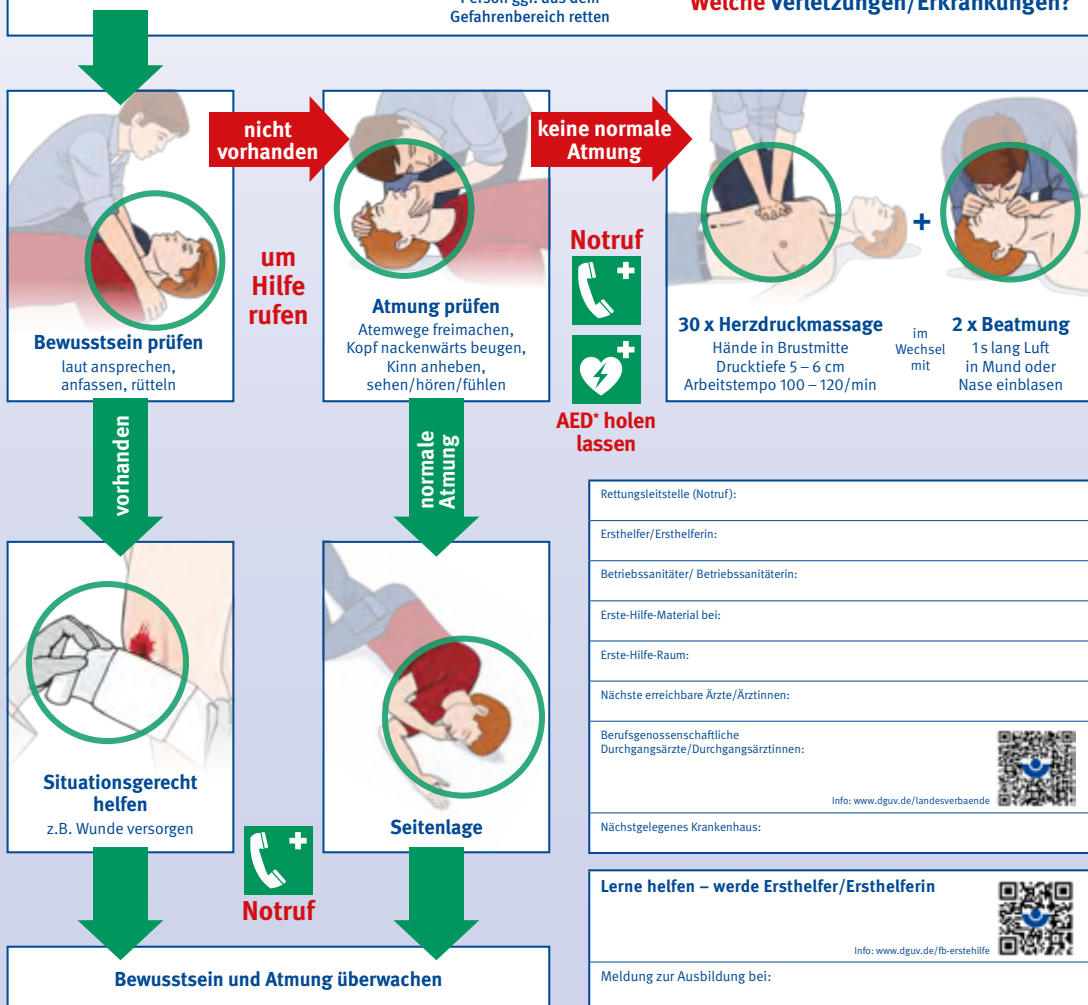 Person ggf. aus dem
Gefahrenbereich retten
Welche Verletzungen/Erkrankungen?
nicht
vorhanden
keine normale
Atmung
um
Hilfe
rufen
Notruf
AED* holen
lassen
Bewusstsein prüfen
laut ansprechen,
anfassen, rütteln
Atmung prüfen
Atemwege freimachen,
Kopf nackenwärts beugen,
Kinn anheben,
sehen/hören/fühlen
30 x Herzdruckmassage
Hände in Brustmitte
Drucktiefe 5 – 6 cm
Arbeitstempo 100 – 120/min
+
im
Wechsel
mit
2 x Beatmung
1 s lang Luft
in Mund oder
Nase einblasen
vorhanden
normale
Atmung
Situationsgerecht
helfen
z.B. Wunde versorgen
Seitenlage
Notruf
Bewusstsein und Atmung überwachen
Rettungsleitstelle (Notruf):
Ersthelfer/Ersthelferin:
Betriebssanitäter/ Betriebssanitäterin:
Erste-Hilfe-Material bei:
Erste-Hilfe-Raum:
Nächste erreichbare Ärzte/Ärztinnen:
Berufsgenossenschaftliche
Durchgangsärzte/Durchgangsärztinnen:
Info: www.dguv.de/landesverbaende
Nächstgelegenes Krankenhaus:
Lerne helfen – werde Ersthelfer/Ersthelferin
Info: www.dguv.de/fb-erstehilfe
Meldung zur Ausbildung bei: